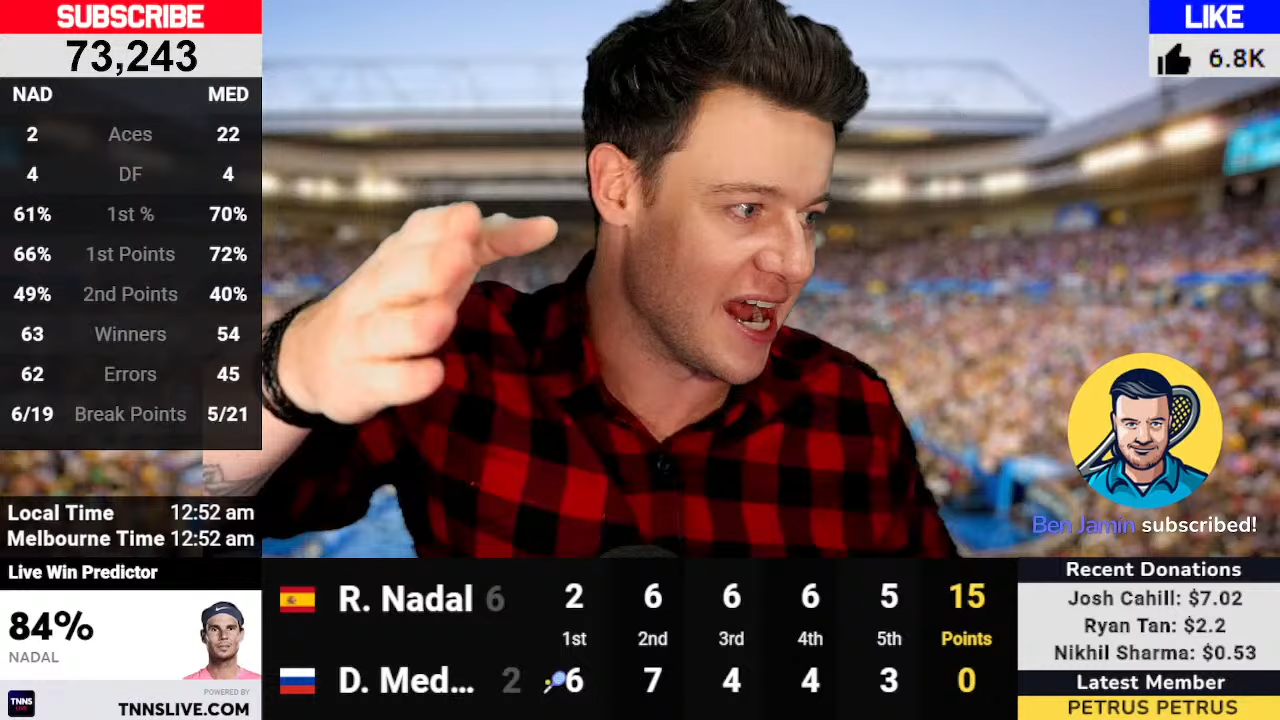 SUBSCRIBE
73,243
NAD MED
2 Aces 22
4 DF 4
61% 1st % 70%
66% 1st Points 72%
49% 2nd Points 40%
63 Winners 54
62 Errors 45
6/19 Break Points 5/21
Local Time 12:52 am
Melbourne Time 12:52 am
Live Win Predictor
84%
NADAL
POWERED BY
TNNS
LIVE
TNNSLIVE.COM
LIKE
6.8K
Ben Jamin subscribed!
R. Nadal 6 2 6 6 6 5 15
1st 2nd 3rd 4th 5th Points
D. Med... 2 6 7 4 4 3 0
Recent Donations
Josh Cahill: $7.02
Ryan Tan: $2.2
Nikhil Sharma: $0.53
Latest Member
PETRUS PETRUS